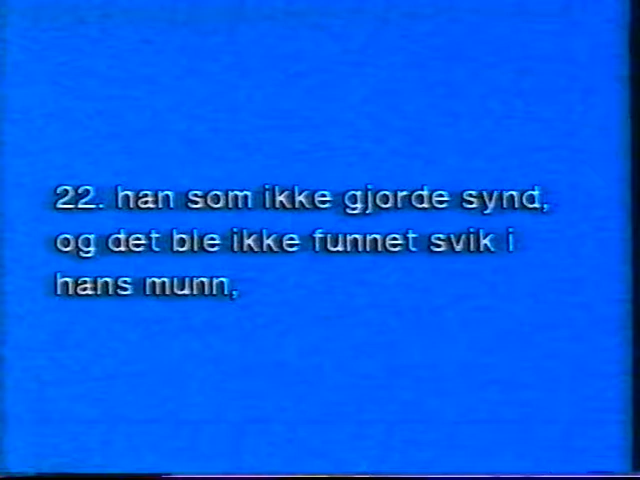 22. han som ikke gjorde synd,
og det ble ikke funnet svik i
hans munn,